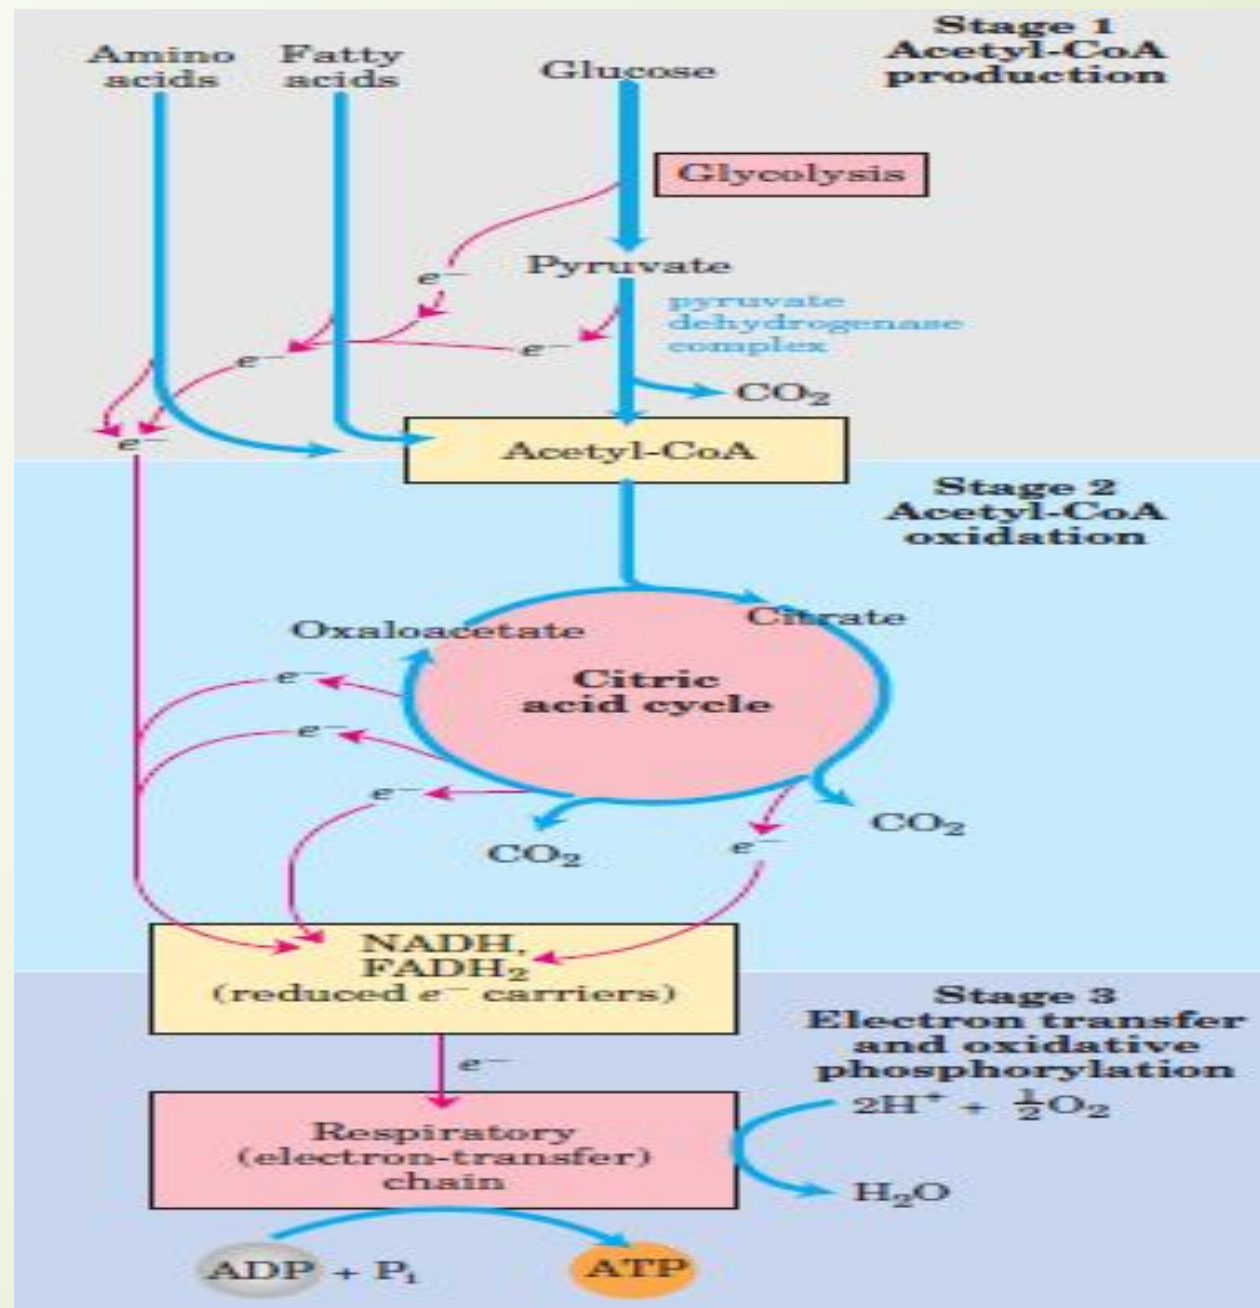 Stage 1
Acetyl-CoA
production
Amino
acids
Fatty
acids
Glucose
Glycolysis
e⁻
Pyruvate
pyruvate
dehydrogenase
complex
e⁻
e⁻
CO₂
e⁻
Acetyl-CoA
Stage 2
Acetyl-CoA
oxidation
Oxaloacetate
Citrate
Citric
acid cycle
e⁻
e⁻
e⁻
CO₂
CO₂
e⁻
NADH,
FADH₂
(reduced e⁻ carriers)
Stage 3
Electron transfer
and oxidative
phosphorylation
e⁻
2H⁺ + ½O₂
Respiratory
(electron-transfer)
chain
H₂O
ADP + Pᵢ
ATP